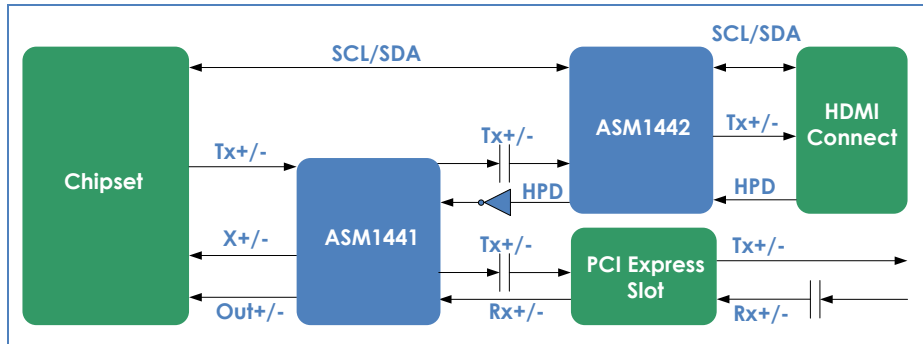 SCL/SDA
SCL/SDA
HDMI
Connect
ASM1442
Tx+/-
Tx+/-
Tx+/-
Chipset
HPD
HPD
ASM1441
X+/-
Tx+/-
PCI Express
Slot
Tx+/-
Out+/-
Rx+/-
Rx+/-